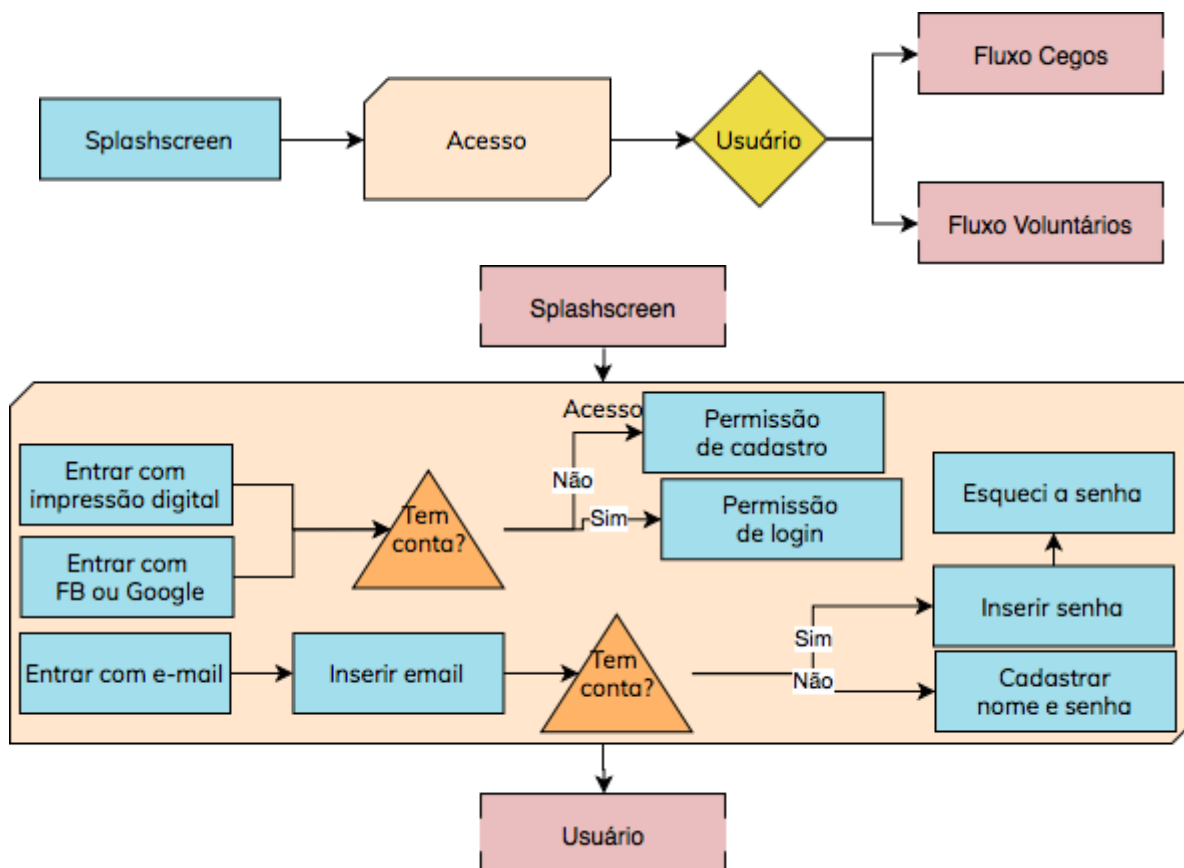 Fluxo Cegos
Splashscreen
Acesso
Usuário
Fluxo Voluntários
Splashscreen
Acesso
Permissão
de cadastro
Entrar com
impressão digital
Não
Tem
conta?
Sim
Permissão
de login
Esqueci a senha
Entrar com
FB ou Google
Inserir senha
Entrar com e-mail
Inserir email
Tem
conta?
Sim
Não
Cadastrar
nome e senha
Usuário